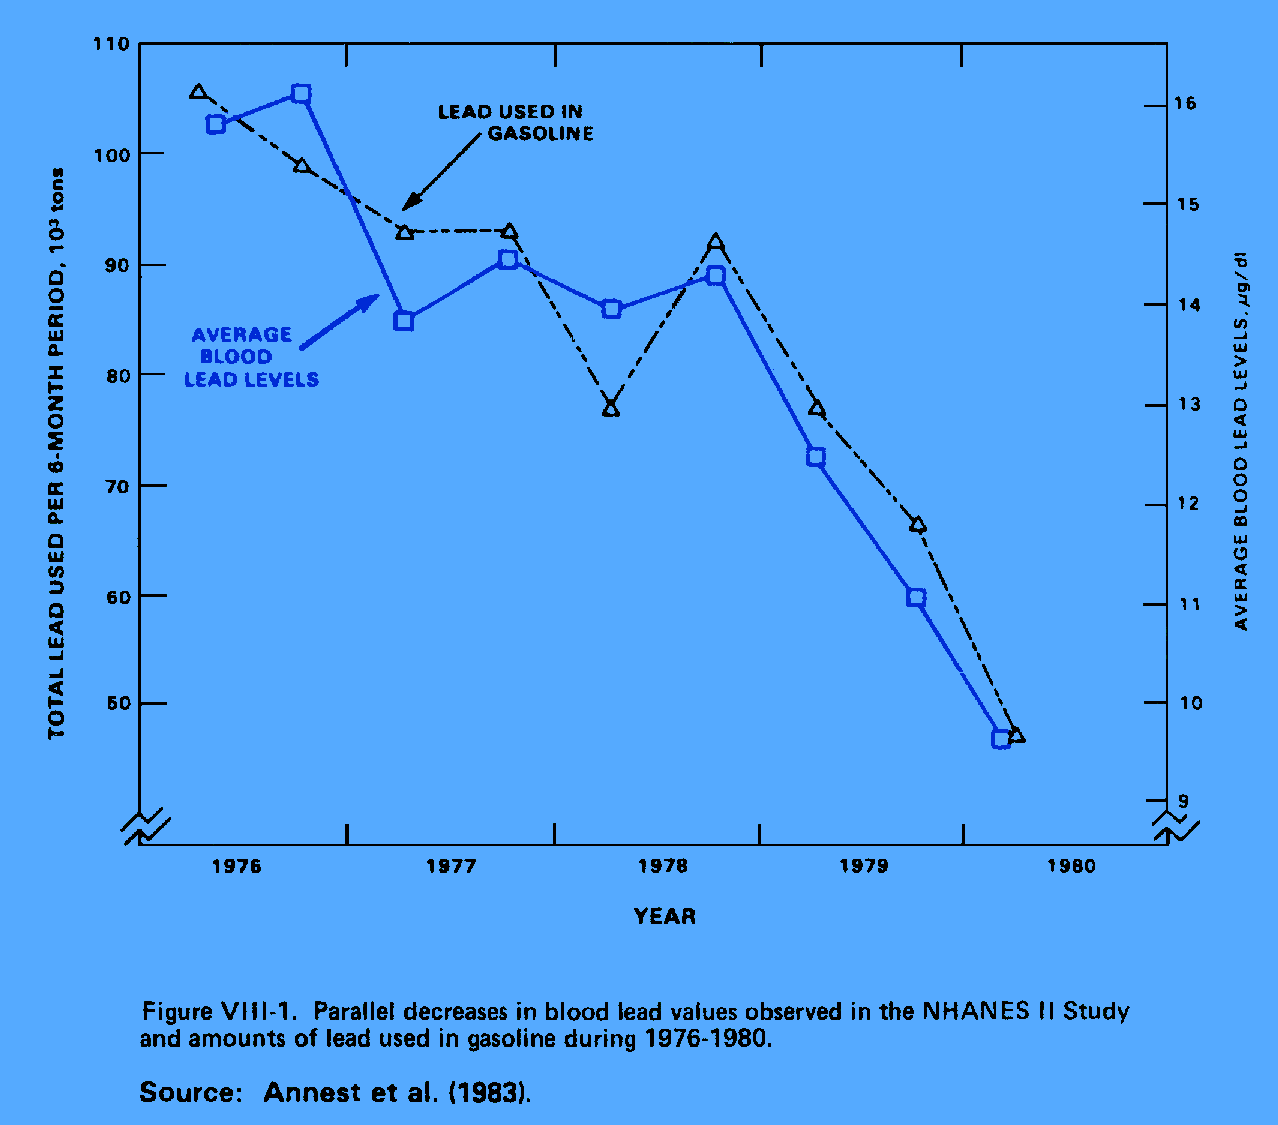 110
100
90
80
70
60
50
TOTAL LEAD USED PER 6-MONTH PERIOD, 10³ tons
LEAD USED IN
GASOLINE
AVERAGE
BLOOD
LEAD LEVELS
16
15
14
13
12
11
10
9
AVERAGE BLOOD LEAD LEVELS, µg/dl
1976 1977 1978 1979 1980
YEAR
Figure VIII-1. Parallel decreases in blood lead values observed in the NHANES II Study
and amounts of lead used in gasoline during 1976-1980.
Source: Annest et al. (1983).